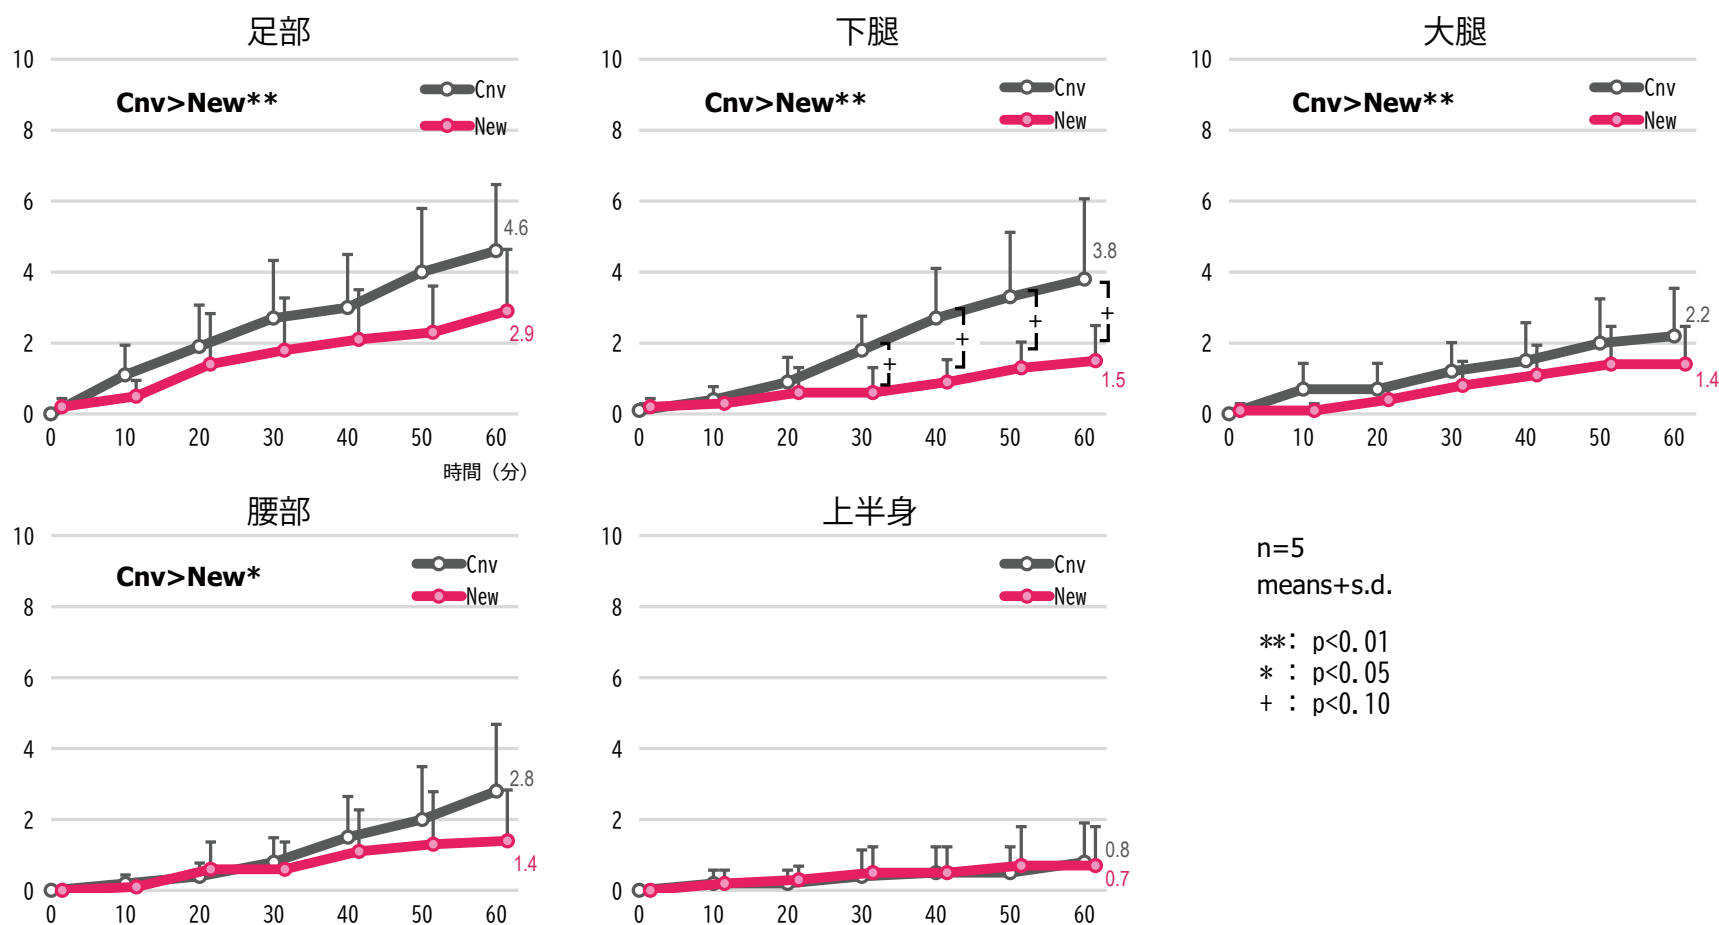 足部
10
8
6
4
2
0
Cnv>New**
Cnv
New
4.6
2.9
0 10 20 30 40 50 60
時間（分）
下腿
10
8
6
4
2
0
Cnv>New**
Cnv
New
3.8
+ + + +
1.5
0 10 20 30 40 50 60
大腿
10
8
6
4
2
0
Cnv>New**
Cnv
New
2.2
1.4
0 10 20 30 40 50 60
腰部
10
8
6
4
2
0
Cnv>New*
Cnv
New
2.8
1.4
0 10 20 30 40 50 60
上半身
10
8
6
4
2
0
Cnv
New
0.8
0.7
0 10 20 30 40 50 60
n=5
means+s.d.
**: p<0.01
* : p<0.05
+ : p<0.10